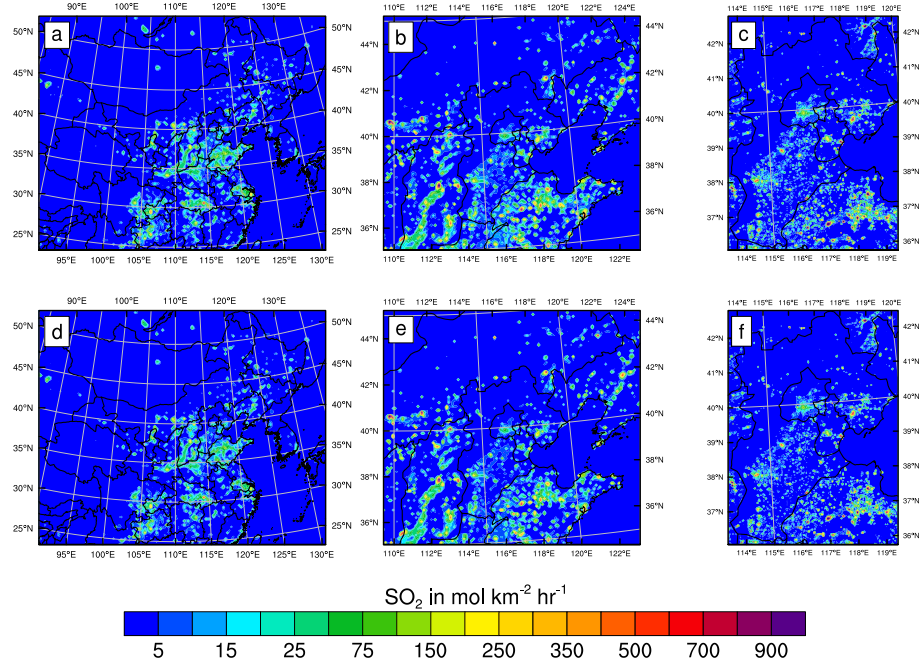 90°E 100°E 110°E 120°E 130°E
a
50°N
45°N
40°N
35°N
30°N
25°N
50°N
45°N
40°N
35°N
30°N
25°N
95°E 100°E 105°E 110°E 115°E 120°E 125°E 130°E
110°E 112°E 114°E 116°E 118°E 120°E 122°E 124°E
b
44°N
42°N
40°N
38°N
36°N
44°N
42°N
40°N
38°N
36°N
110°E 112°E 114°E 116°E 118°E 120°E 122°E
114°E 115°E 116°E 117°E 118°E 119°E 120°E
c
42°N
41°N
40°N
39°N
38°N
37°N
42°N
41°N
40°N
39°N
38°N
37°N
36°N
114°E 115°E 116°E 117°E 118°E 119°E
90°E 100°E 110°E 120°E 130°E
d
50°N
45°N
40°N
35°N
30°N
25°N
50°N
45°N
40°N
35°N
30°N
25°N
95°E 100°E 105°E 110°E 115°E 120°E 125°E 130°E
110°E 112°E 114°E 116°E 118°E 120°E 122°E 124°E
e
44°N
42°N
40°N
38°N
36°N
44°N
42°N
40°N
38°N
36°N
110°E 112°E 114°E 116°E 118°E 120°E 122°E
114°E 115°E 116°E 117°E 118°E 119°E 120°E
f
42°N
41°N
40°N
39°N
38°N
37°N
42°N
41°N
40°N
39°N
38°N
37°N
36°N
114°E 115°E 116°E 117°E 118°E 119°E
SO₂ in mol km⁻² hr⁻¹
5 15 25 75 150 250 350 500 700 900